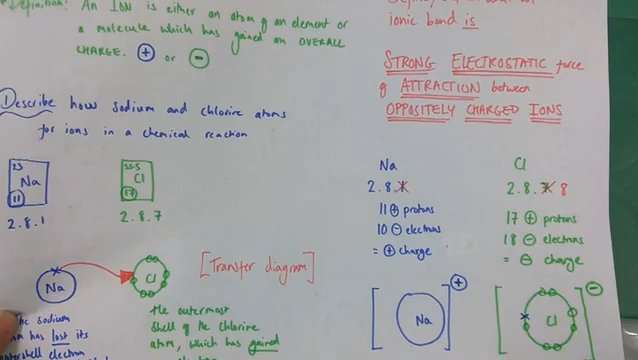 Definition: An ION is either an atom of an element or
a molecule which has gained an OVERALL
CHARGE. + or −
Describe how sodium and chlorine atoms
for ions in a chemical reaction
23
Na
11
2.8.1
35.5
Cl
17
2.8.7
Na
Cl
[Transfer diagram]
The sodium
has lost its
electron
the outermost
shell of the chlorine
atom, which has gained
ionic bond is
STRONG ELECTROSTATIC force
of ATTRACTION between
OPPOSITELY CHARGED IONS
Na
2.8.
11 + protons
10 − electrons
= + charge
[Na]+
Cl
2.8.7 8
17 + protons
18 − electrons
= − charge
[Cl]−